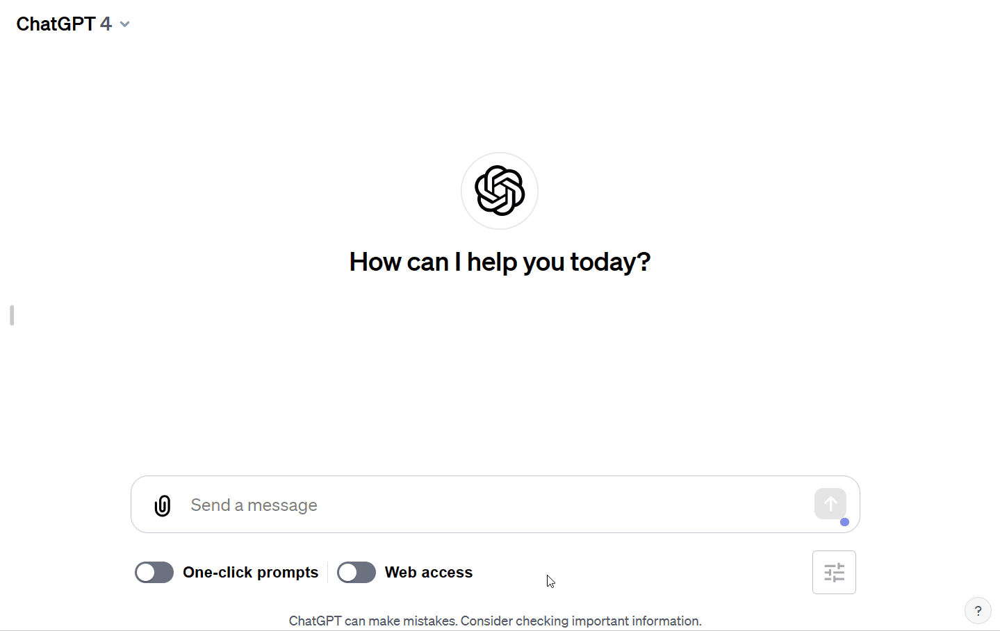 ChatGPT 4
How can I help you today?
Send a message
One-click prompts Web access
ChatGPT can make mistakes. Consider checking important information.
?